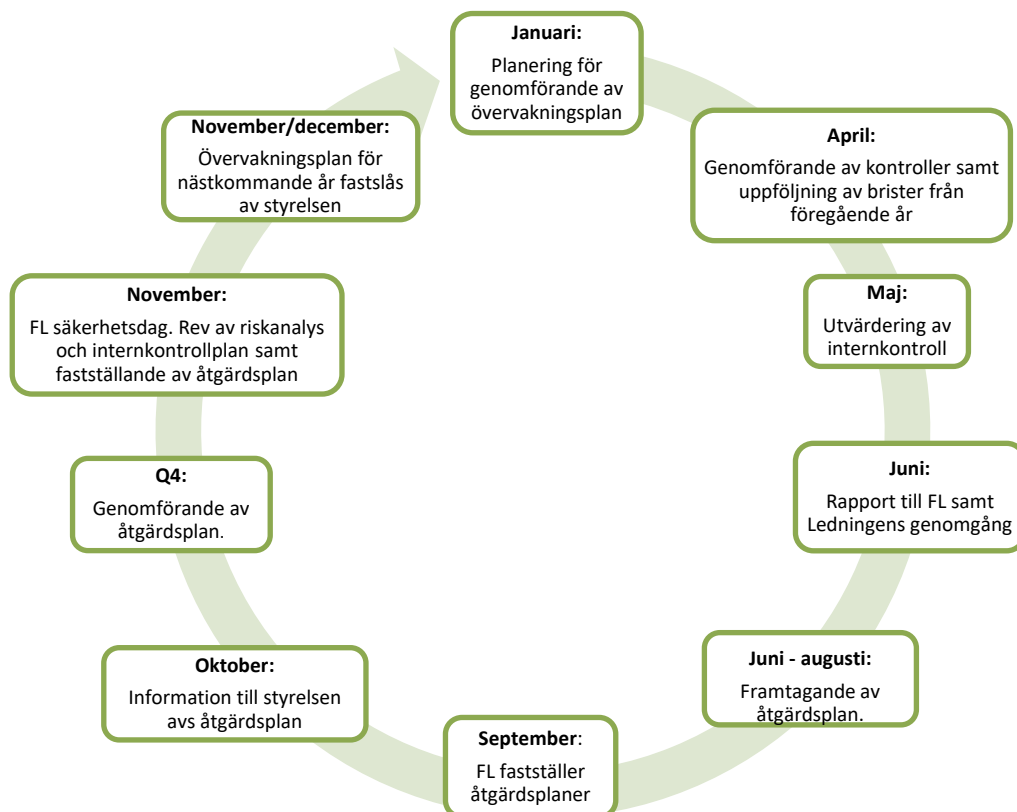 Januari:
Planering för
genomförande av
övervakningsplan
April:
Genomförande av kontroller samt
uppföljning av brister från
föregående år
Maj:
Utvärdering av
internkontroll
Juni:
Rapport till FL samt
Ledningens genomgång
Juni - augusti:
Framtagande av
åtgärdsplan.
September:
FL fastställer
åtgärdsplaner
Oktober:
Information till styrelsen
avs åtgärdsplan
Q4:
Genomförande av
åtgärdsplan.
November:
FL säkerhetsdag. Rev av riskanalys
och internkontrollplan samt
fastställande av åtgärdsplan
November/december:
Övervakningsplan för
nästkommande år fastslås
av styrelsen